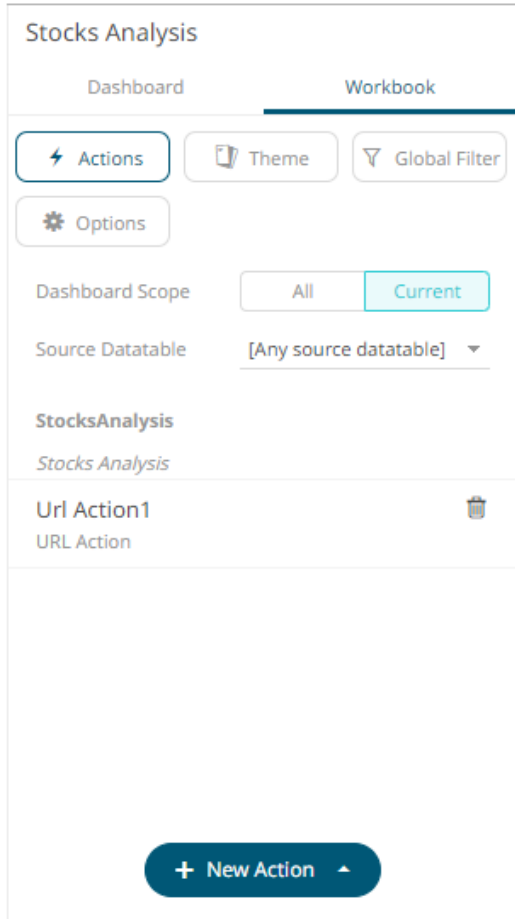 Stocks Analysis
Dashboard Workbook
Actions Theme Global Filter
Options
Dashboard Scope All Current
Source Datatable [Any source datatable]
StocksAnalysis
Stocks Analysis
Url Action1
URL Action
+ New Action